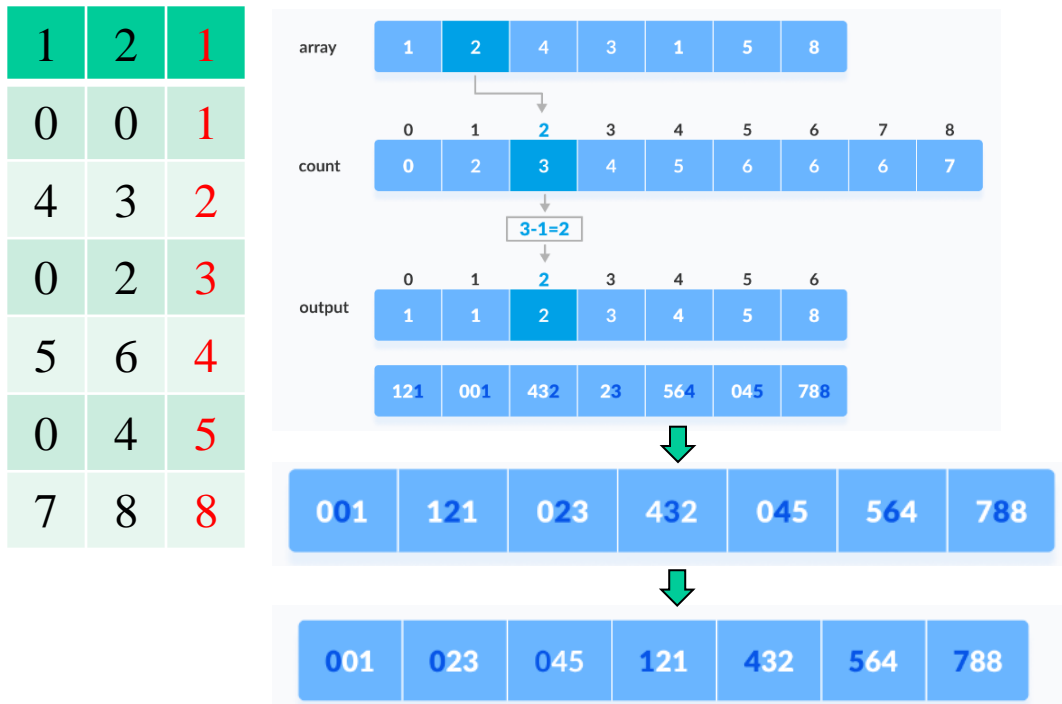 1 2 1
0 0 1
4 3 2
0 2 3
5 6 4
0 4 5
7 8 8
array 1 2 4 3 1 5 8
0 1 2 3 4 5 6 7 8
count 0 2 3 4 5 6 6 6 7
3-1=2
0 1 2 3 4 5 6
output 1 1 2 3 4 5 8
121 001 432 23 564 045 788
001 121 023 432 045 564 788
001 023 045 121 432 564 788